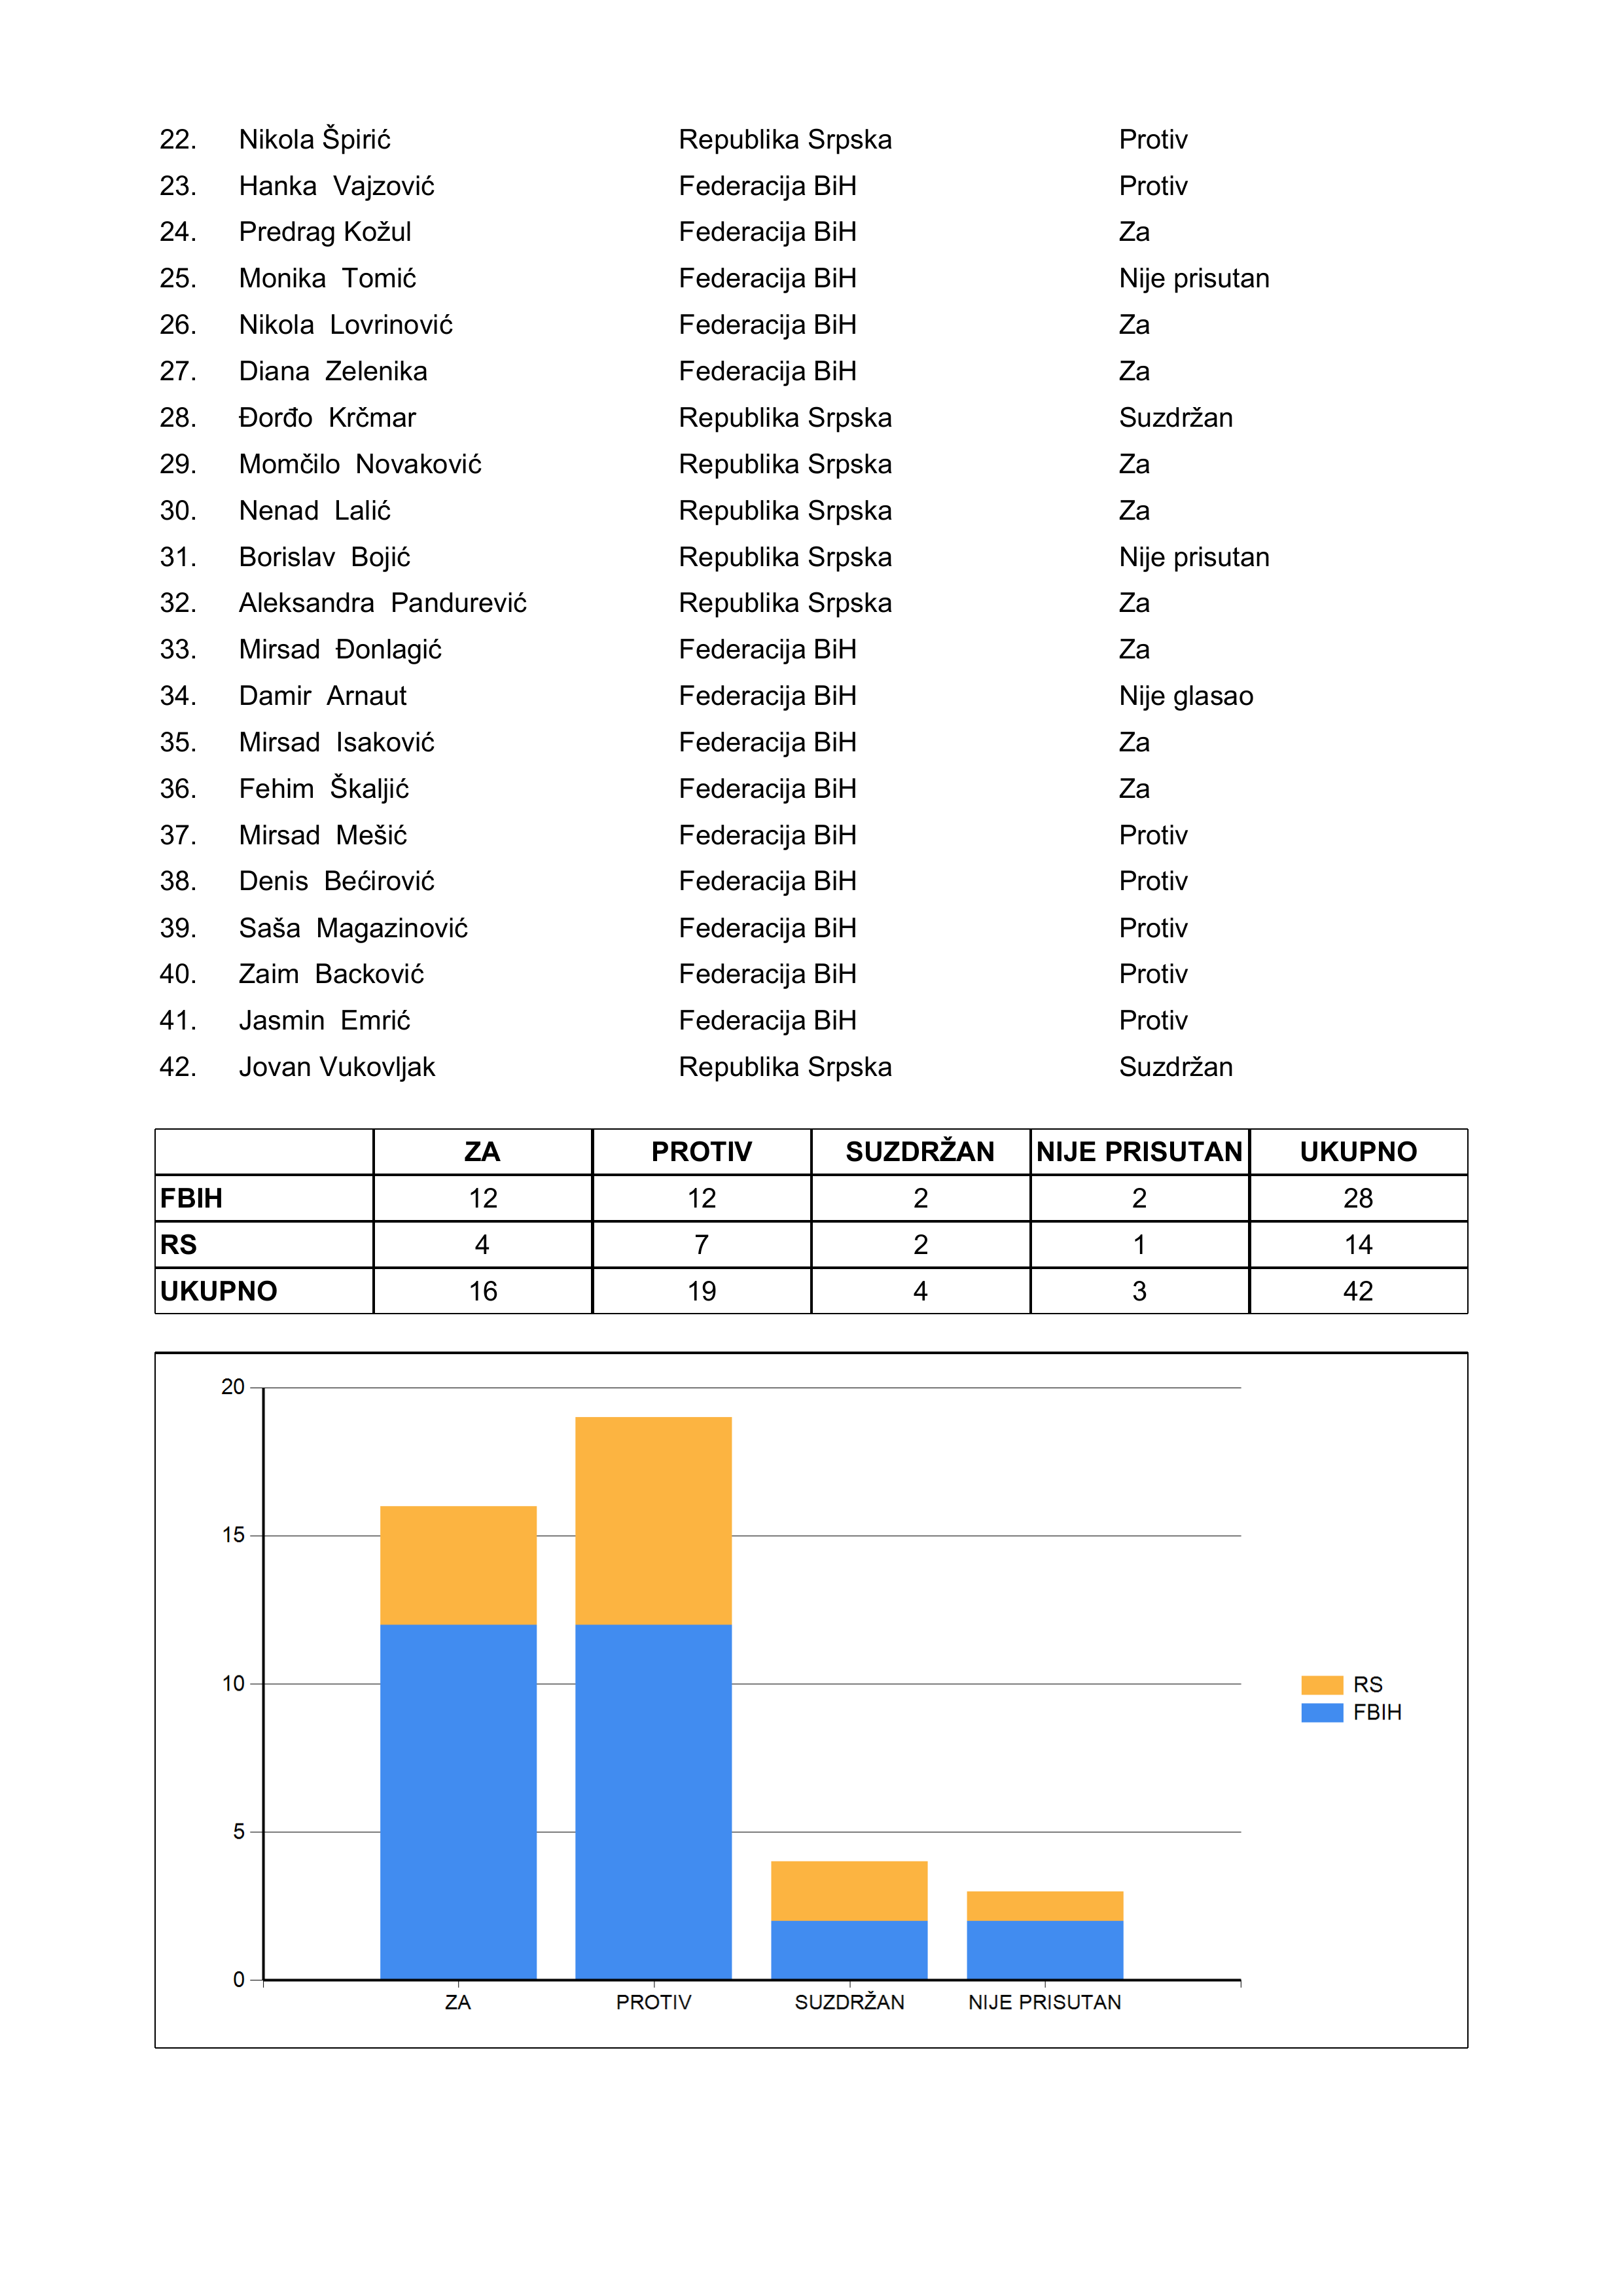 22. Nikola Špirić Republika Srpska Protiv
23. Hanka Vajzović Federacija BiH Protiv
24. Predrag Kožul Federacija BiH Za
25. Monika Tomić Federacija BiH Nije prisutan
26. Nikola Lovrinović Federacija BiH Za
27. Diana Zelenika Federacija BiH Za
28. Đorđo Krčmar Republika Srpska Suzdržan
29. Momčilo Novaković Republika Srpska Za
30. Nenad Lalić Republika Srpska Za
31. Borislav Bojić Republika Srpska Nije prisutan
32. Aleksandra Pandurević Republika Srpska Za
33. Mirsad Đonlagić Federacija BiH Za
34. Damir Arnaut Federacija BiH Nije glasao
35. Mirsad Isaković Federacija BiH Za
36. Fehim Škaljić Federacija BiH Za
37. Mirsad Mešić Federacija BiH Protiv
38. Denis Bećirović Federacija BiH Protiv
39. Saša Magazinović Federacija BiH Protiv
40. Zaim Backović Federacija BiH Protiv
41. Jasmin Emrić Federacija BiH Protiv
42. Jovan Vukovljak Republika Srpska Suzdržan
ZA PROTIV SUZDRŽAN NIJE PRISUTAN UKUPNO
FBIH 12 12 2 2 28
RS 4 7 2 1 14
UKUPNO 16 19 4 3 42
20
15
10
5
0
ZA PROTIV SUZDRŽAN NIJE PRISUTAN
RS
FBIH